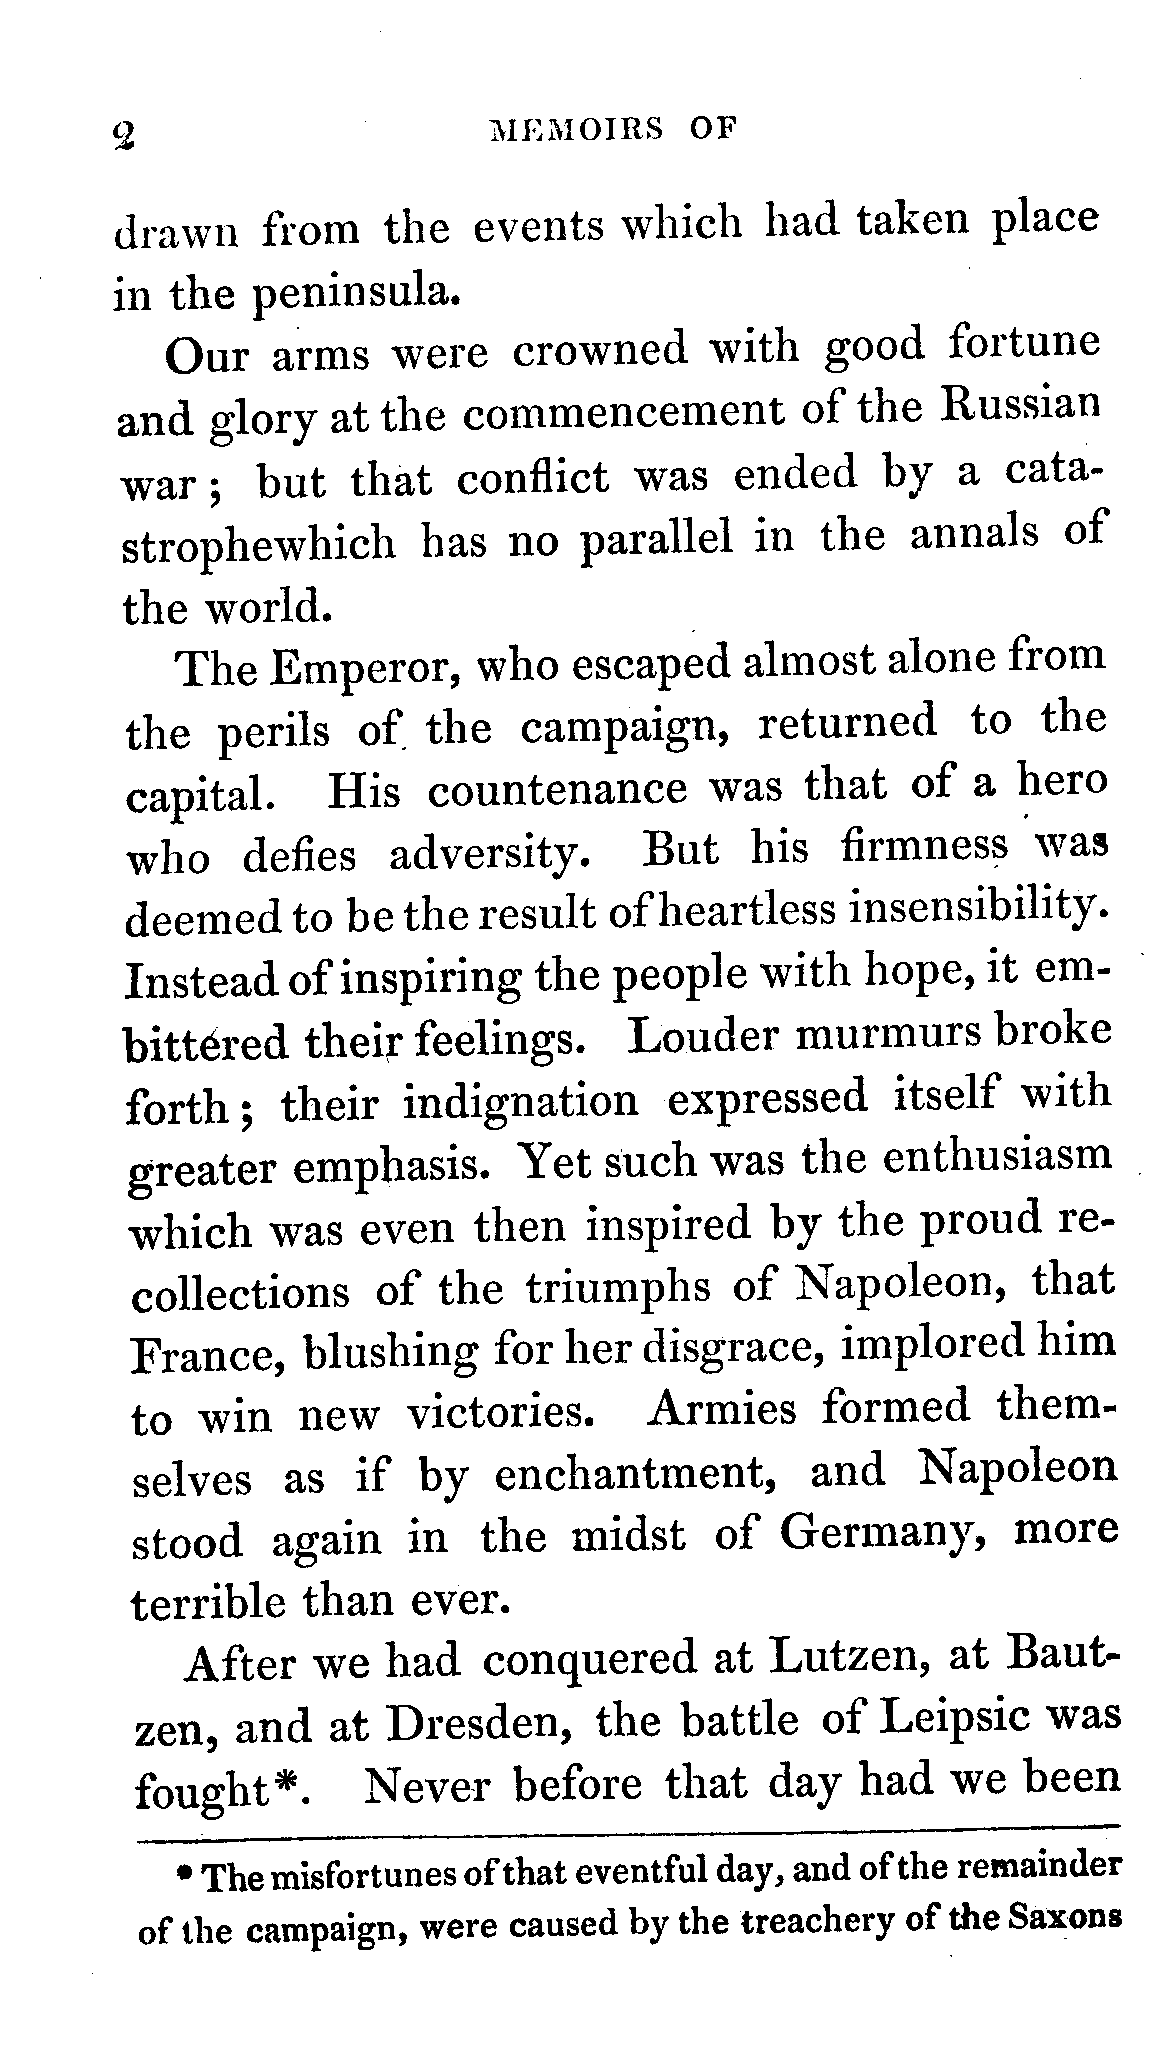 2 MEMOIRS OF
drawn from the events which had taken place
in the peninsula.
Our arms were crowned with good fortune
and glory at the commencement of the Russian
war; but that conflict was ended by a cata-
strophewhich has no parallel in the annals of
the world.
The Emperor, who escaped almost alone from
the perils of the campaign, returned to the
capital. His countenance was that of a hero
who defies adversity. But his firmness was
deemed to be the result of heartless insensibility.
Instead of inspiring the people with hope, it em-
bittered their feelings. Louder murmurs broke
forth; their indignation expressed itself with
greater emphasis. Yet such was the enthusiasm
which was even then inspired by the proud re-
collections of the triumphs of Napoleon, that
France, blushing for her disgrace, implored him
to win new victories. Armies formed them-
selves as if by enchantment, and Napoleon
stood again in the midst of Germany, more
terrible than ever.
After we had conquered at Lutzen, at Baut-
zen, and at Dresden, the battle of Leipsic was
fought*. Never before that day had we been
* The misfortunes of that eventful day, and of the remainder
of the campaign, were caused by the treachery of the Saxons